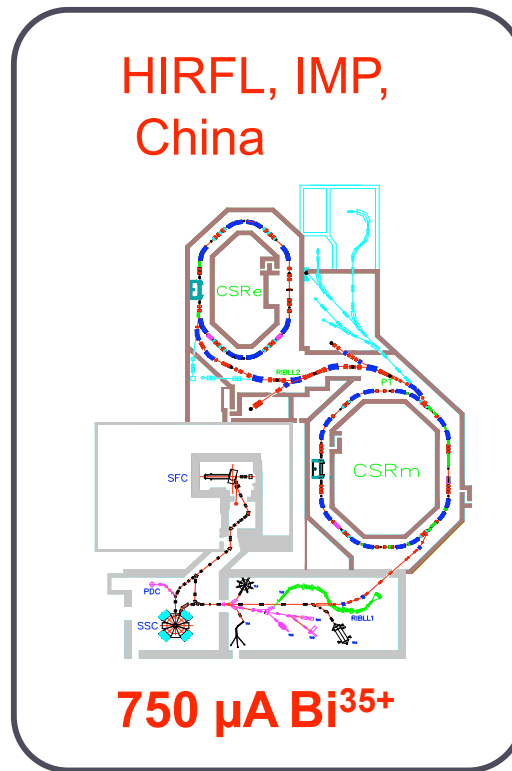 HIRFL, IMP,
China
CSRe
RIBLL2
PT
CSRm
SFC
PDC
SSC
RIBLL1
750 µA Bi³⁵⁺